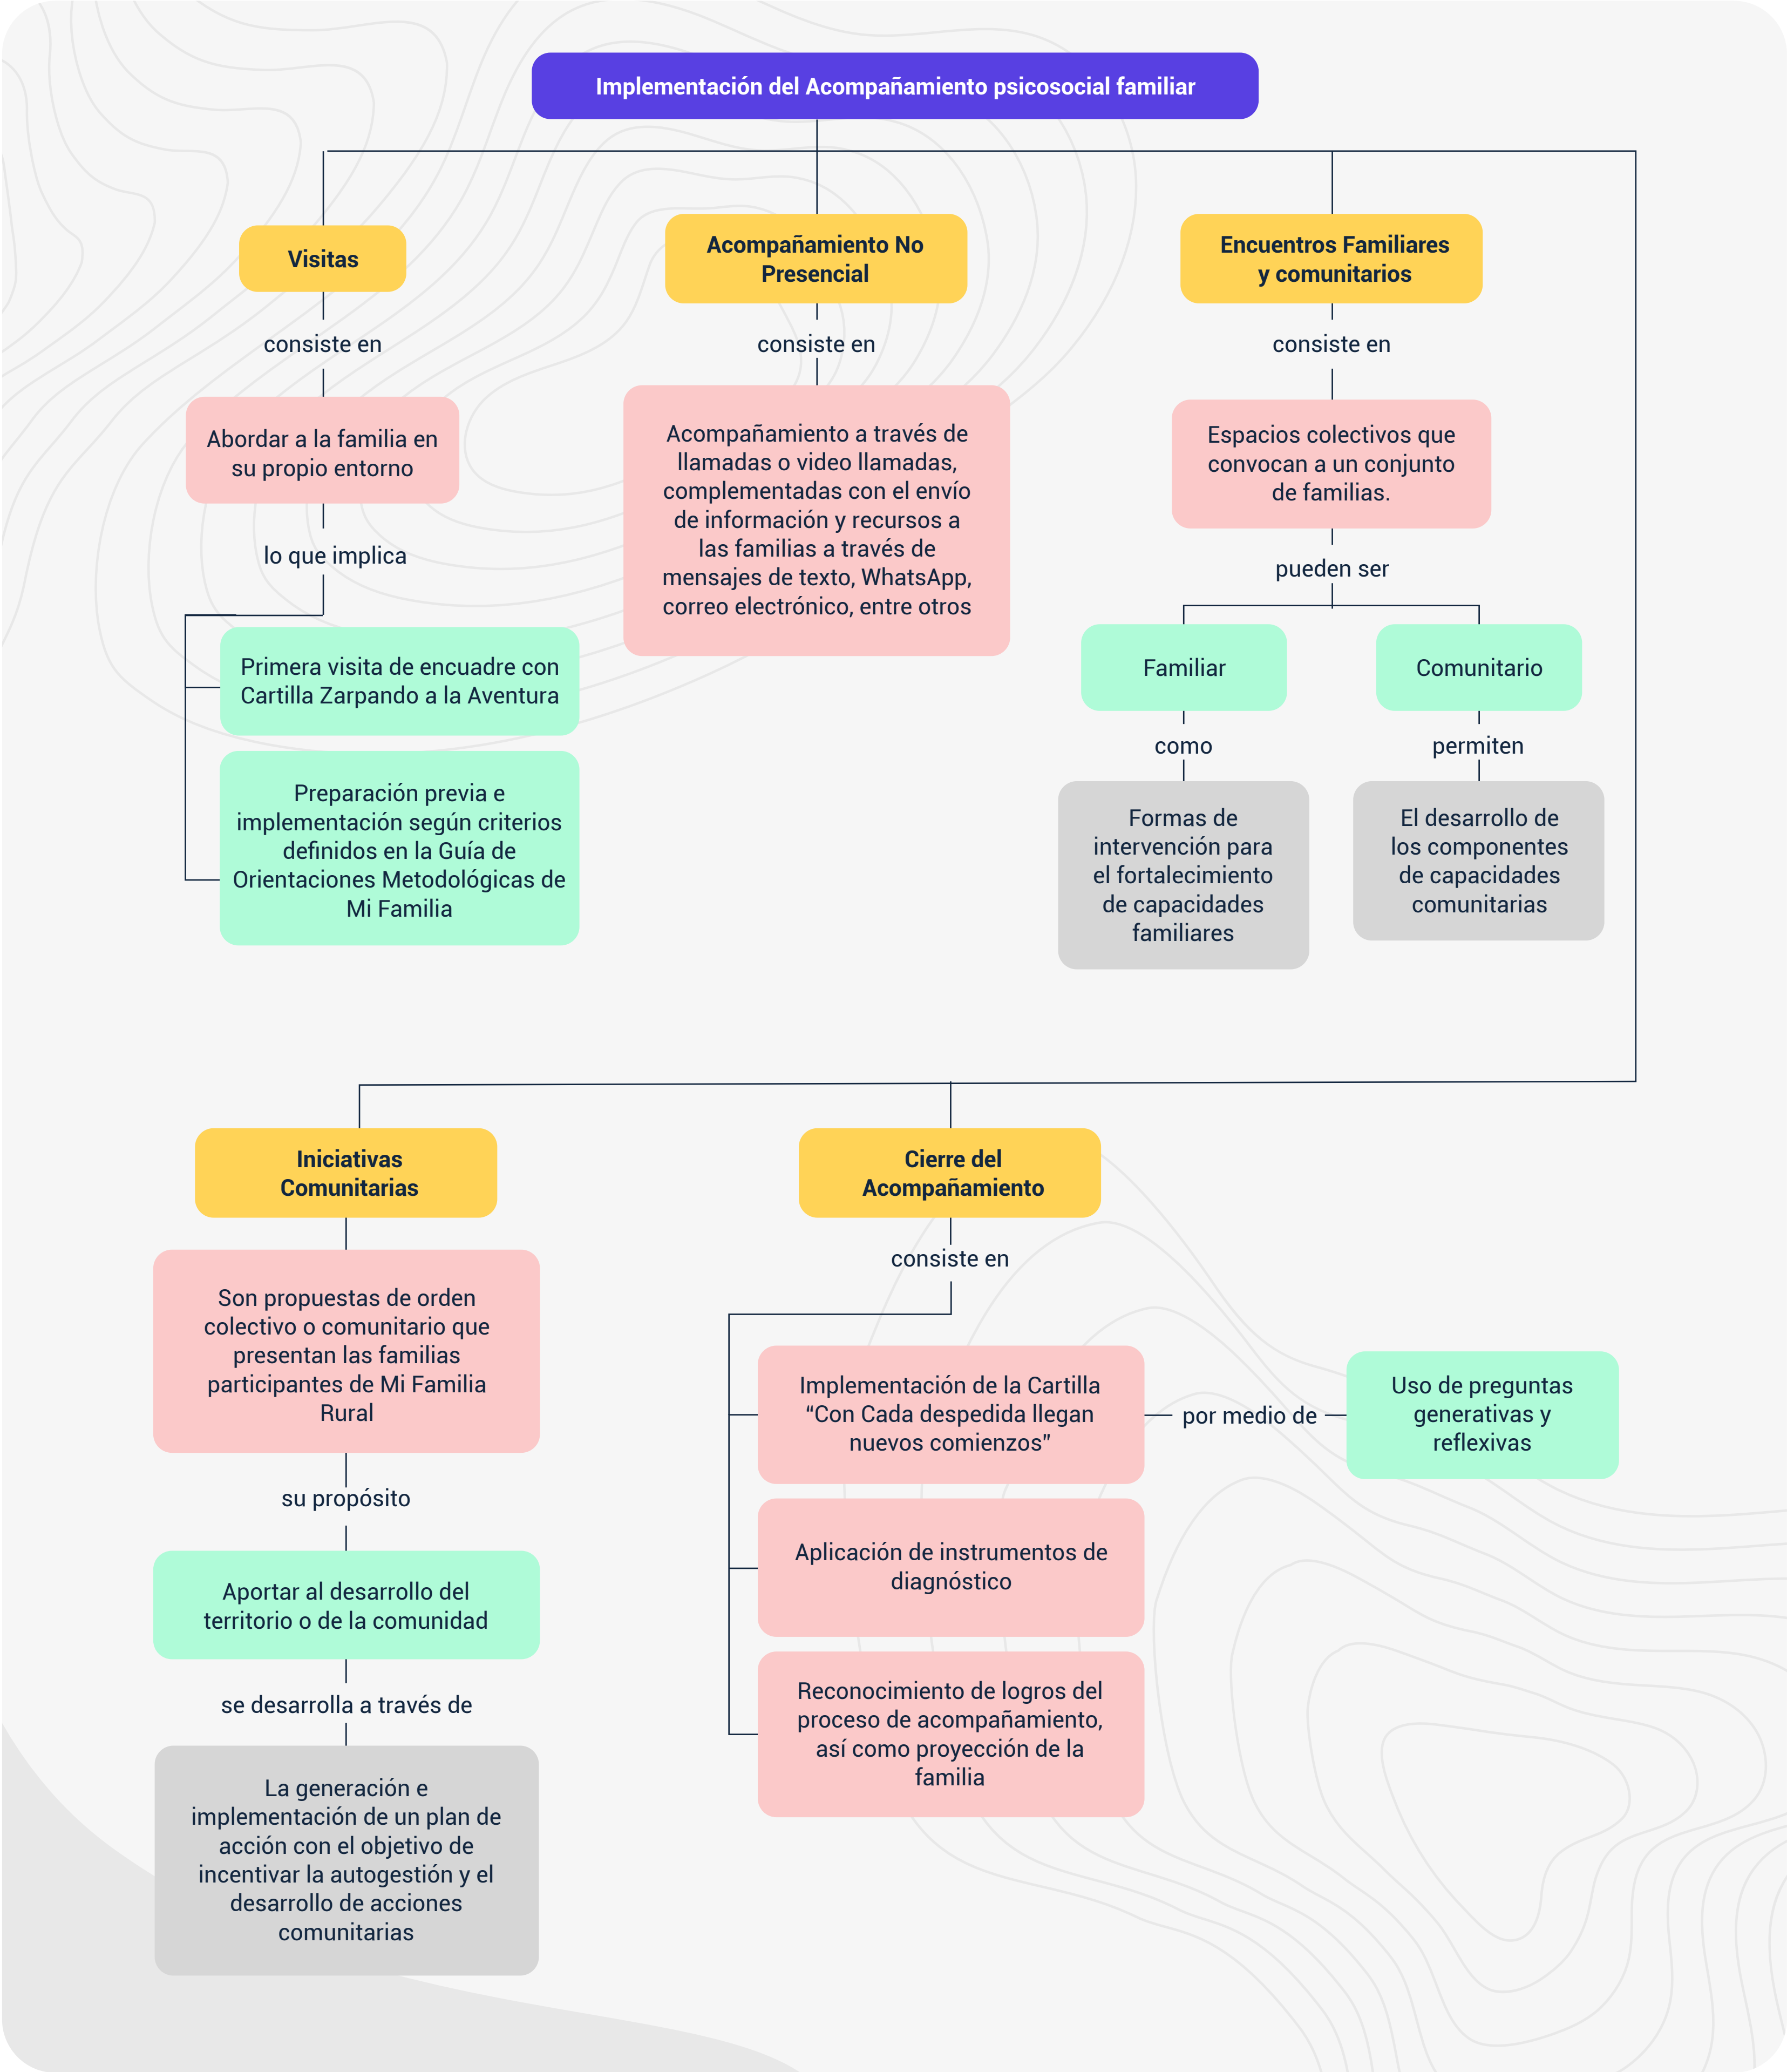 Implementación del Acompañamiento psicosocial familiar
Visitas
consiste en
Abordar a la familia en
su propio entorno
lo que implica
Primera visita de encuadre con
Cartilla Zarpando a la Aventura
Preparación previa e
implementación según criterios
definidos en la Guía de
Orientaciones Metodológicas de
Mi Familia
Acompañamiento No
Presencial
consiste en
Acompañamiento a través de
llamadas o video llamadas,
complementadas con el envío
de información y recursos a
las familias a través de
mensajes de texto, WhatsApp,
correo electrónico, entre otros
Encuentros Familiares
y comunitarios
consiste en
Espacios colectivos que
convocan a un conjunto
de familias.
pueden ser
Familiar
como
Formas de
intervención para
el fortalecimiento
de capacidades
familiares
Comunitario
permiten
El desarrollo de
los componentes
de capacidades
comunitarias
Iniciativas
Comunitarias
Son propuestas de orden
colectivo o comunitario que
presentan las familias
participantes de Mi Familia
Rural
su propósito
Aportar al desarrollo del
territorio o de la comunidad
se desarrolla a través de
La generación e
implementación de un plan de
acción con el objetivo de
incentivar la autogestión y el
desarrollo de acciones
comunitarias
Cierre del
Acompañamiento
consiste en
Implementación de la Cartilla
“Con Cada despedida llegan
nuevos comienzos”
por medio de
Uso de preguntas
generativas y
reflexivas
Aplicación de instrumentos de
diagnóstico
Reconocimiento de logros del
proceso de acompañamiento,
así como proyección de la
familia